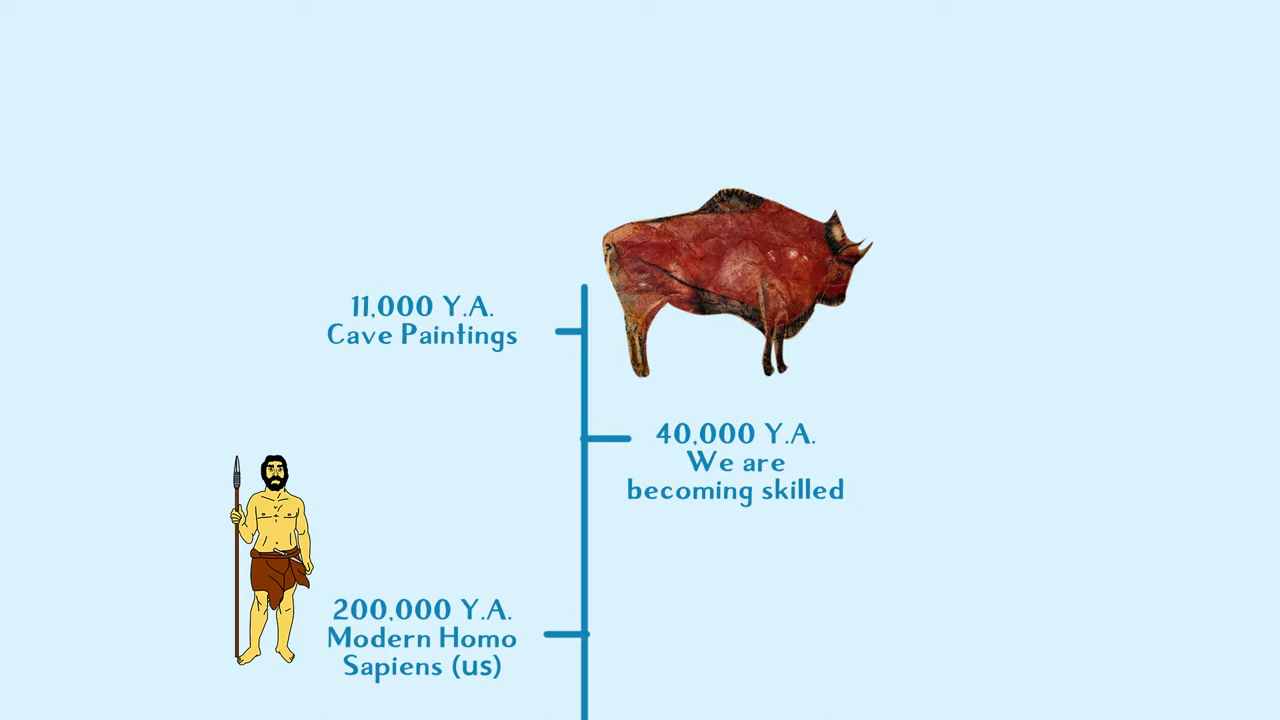 11,000 Y.A.
Cave Paintings
40,000 Y.A.
We are
becoming skilled
200,000 Y.A.
Modern Homo
Sapiens (us)